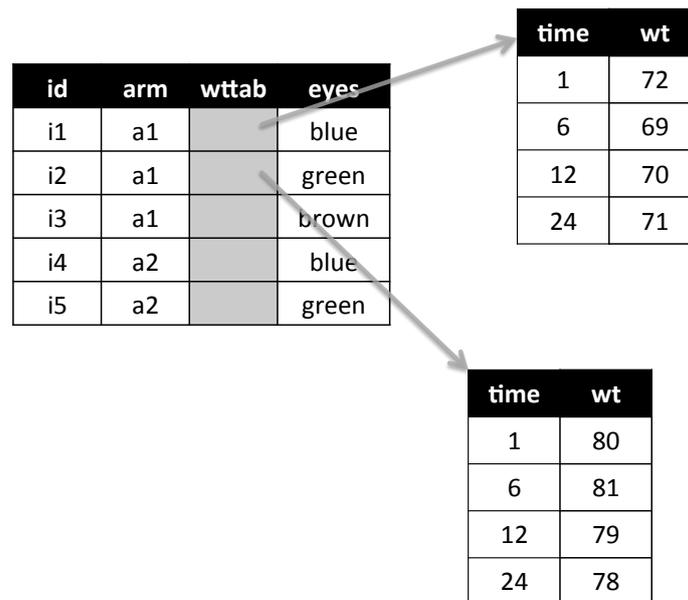 id arm wttab eyes
i1 a1 blue
i2 a1 green
i3 a1 brown
i4 a2 blue
i5 a2 green
time wt
1 72
6 69
12 70
24 71
time wt
1 80
6 81
12 79
24 78